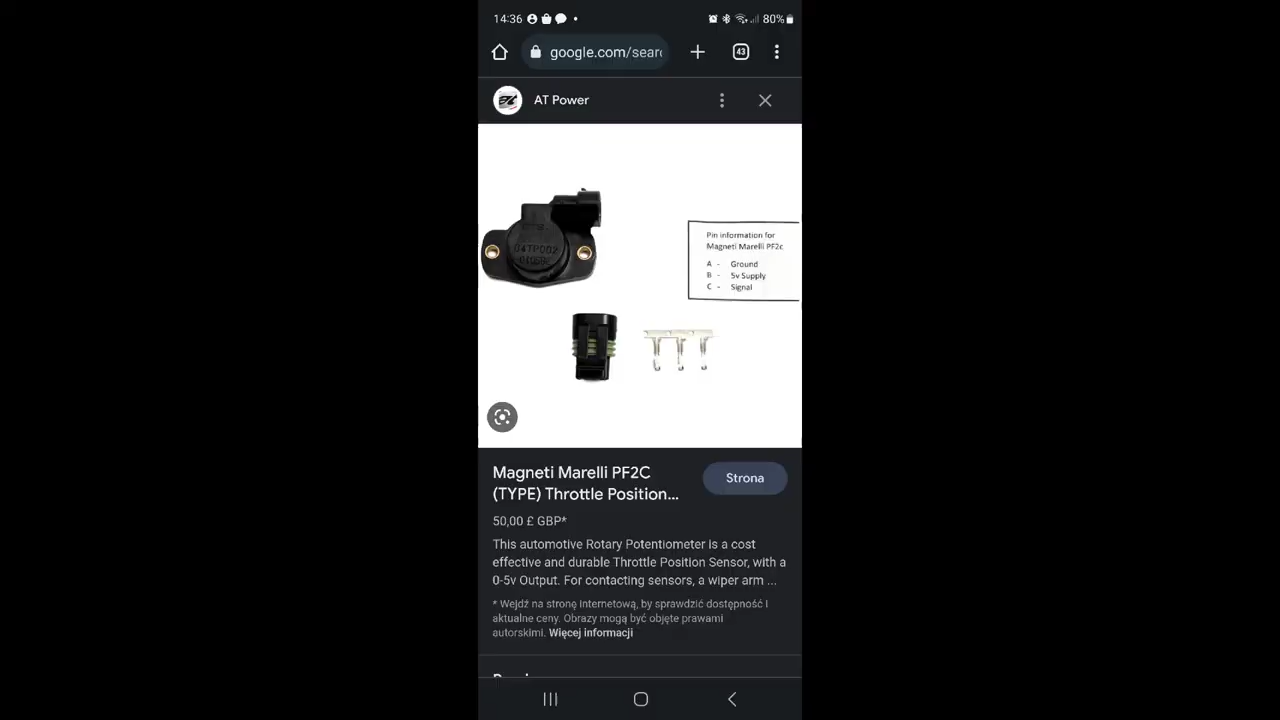 14:36
80%
google.com/sear
43
AT Power
04TP002
Pin information for
Magneti Marelli PF2c
A - Ground
B - 5v Supply
C - Signal
Magneti Marelli PF2C
(TYPE) Throttle Position...
Strona
50,00 £ GBP*
This automotive Rotary Potentiometer is a cost
effective and durable Throttle Position Sensor, with a
0-5v Output. For contacting sensors, a wiper arm ...
* Wejdź na stronę internetową, by sprawdzić dostępność i
aktualne ceny. Obrazy mogą być objęte prawami
autorskimi. Więcej informacji